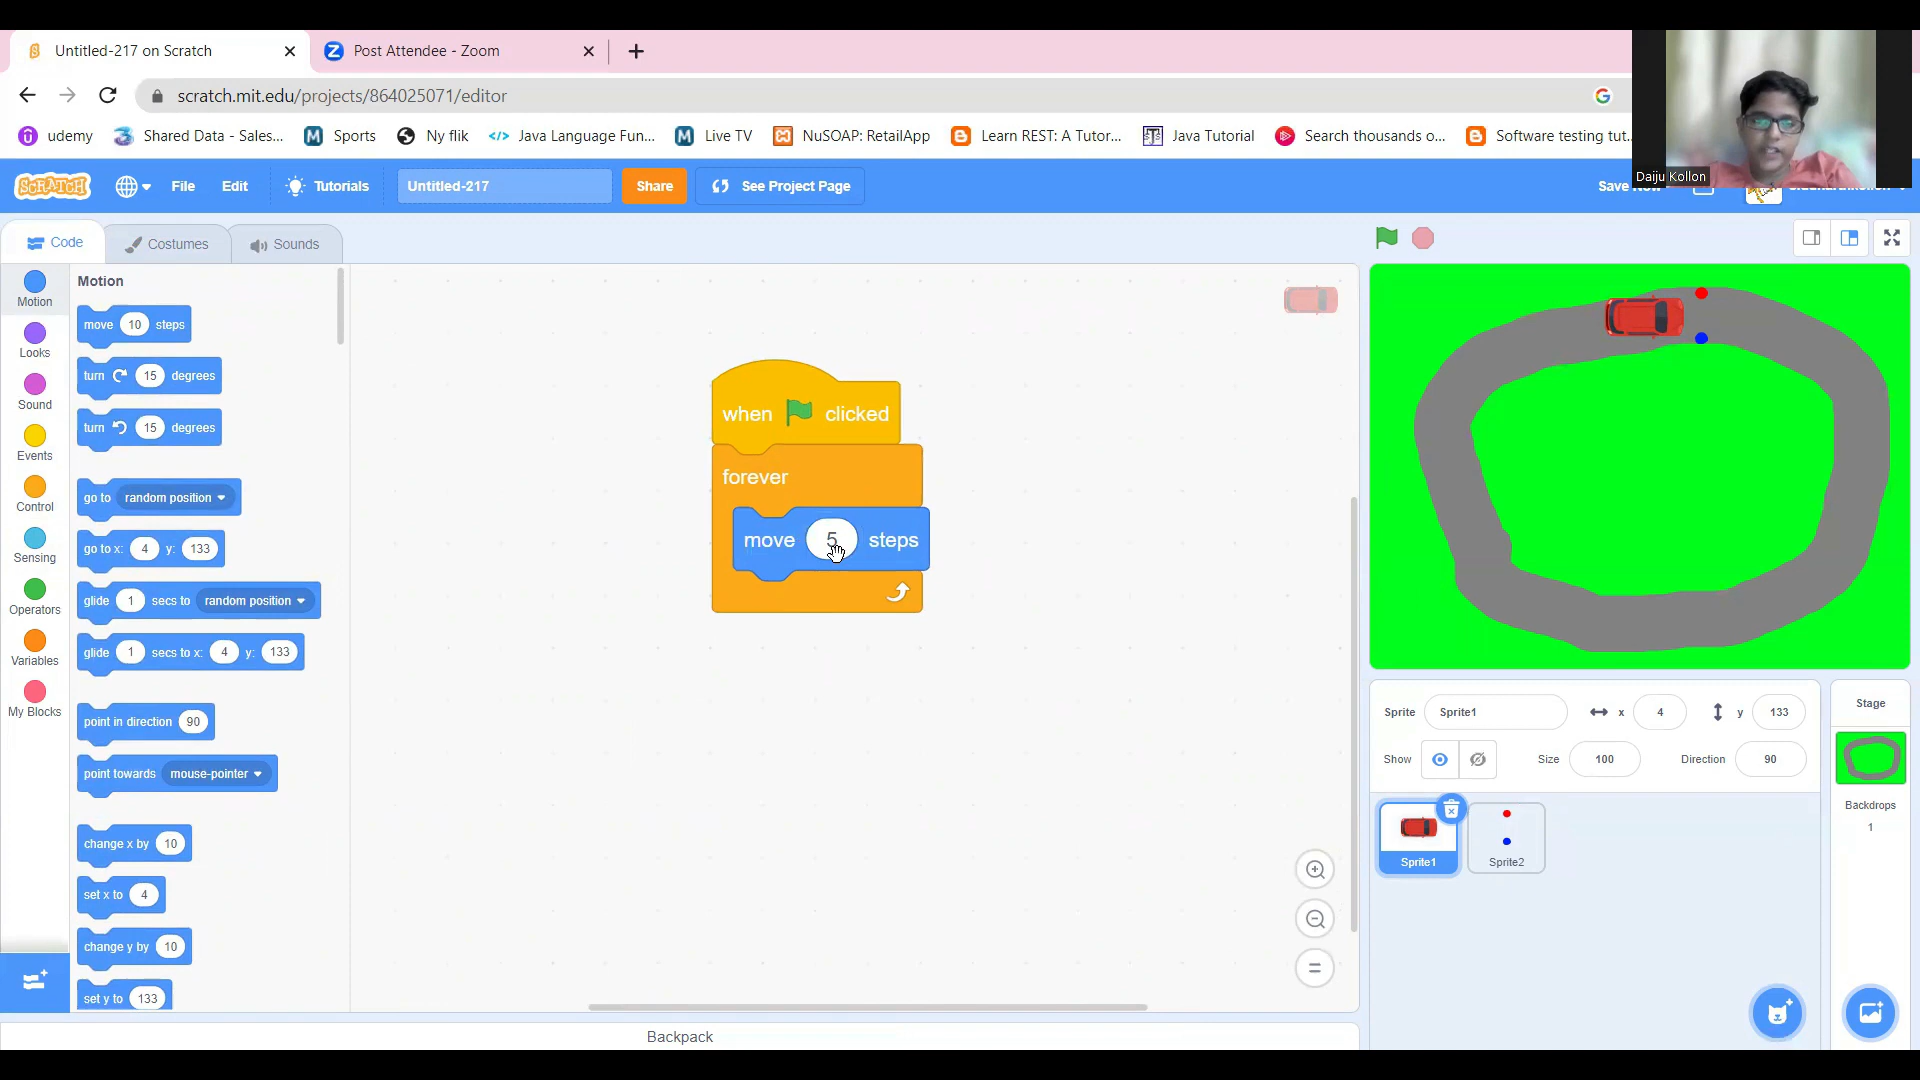 Untitled-217 on Scratch
Post Attendee - Zoom
scratch.mit.edu/projects/864025071/editor
udemy
Shared Data - Sales...
Sports
Ny flik
Java Language Fun...
Live TV
NuSOAP: RetailApp
Learn REST: A Tutor...
Java Tutorial
Search thousands o...
Software testing tut...
Daiju Kollon
SCRATCH
File
Edit
Tutorials
Untitled-217
Share
See Project Page
Code
Costumes
Sounds
Motion
Looks
Sound
Events
Control
Sensing
Operators
Variables
My Blocks
Motion
move 10 steps
turn 15 degrees
turn 15 degrees
go to random position
go to x: 4 y: 133
glide 1 secs to random position
glide 1 secs to x: 4 y: 133
point in direction 90
point towards mouse-pointer
change x by 10
set x to 4
change y by 10
set y to 133
when clicked
forever
move 5 steps
Backpack
Sprite Sprite1 x 4 y 133
Show Size 100 Direction 90
Sprite1
Sprite2
Stage
Backdrops
1